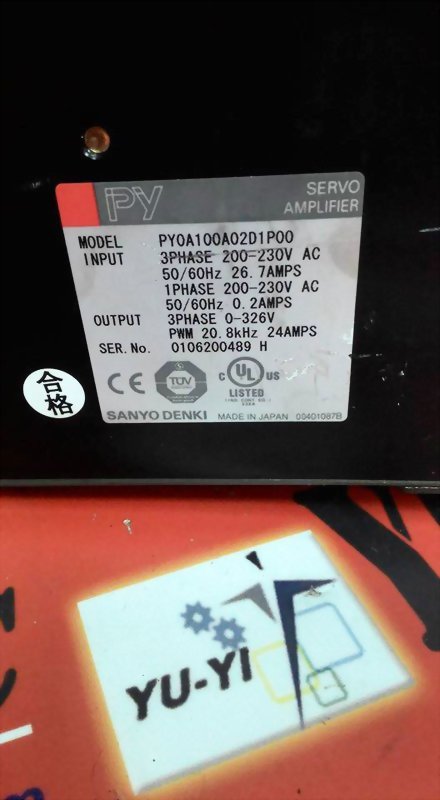 PY
SERVO
AMPLIFIER
MODEL PY0A100A02D1P00
INPUT 3PHASE 200-230V AC
50/60Hz 26.7AMPS
1PHASE 200-230V AC
50/60Hz 0.2AMPS
OUTPUT 3PHASE 0-326V
PWM 20.8kHz 24AMPS
SER.No. 0106200489 H
合格
CE
TÜV
C UL US
LISTED
SANYO DENKI MADE IN JAPAN 00401087B
YU-YI